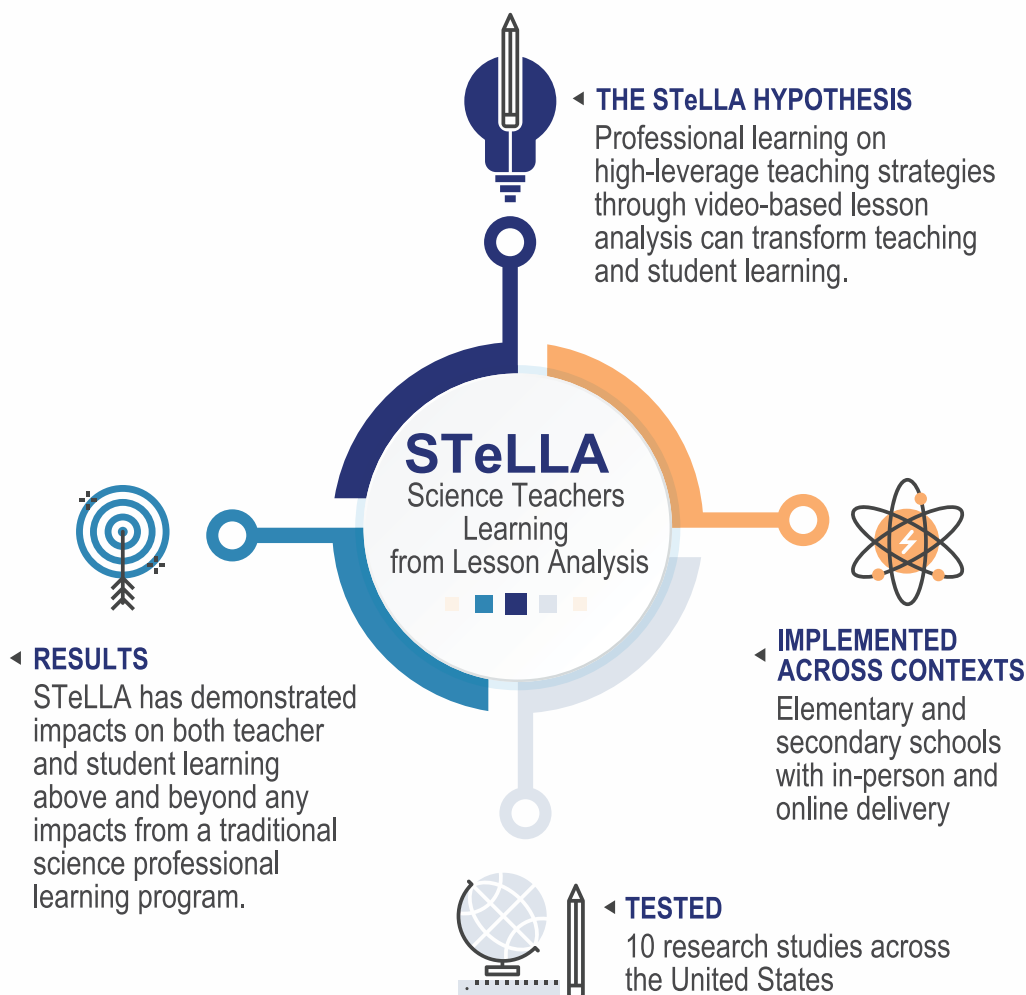 THE STeLLA HYPOTHESIS
Professional learning on
high-leverage teaching strategies
through video-based lesson
analysis can transform teaching
and student learning.
STeLLA
Science Teachers
Learning
from Lesson Analysis
IMPLEMENTED
ACROSS CONTEXTS
Elementary and
secondary schools
with in-person and
online delivery
RESULTS
STeLLA has demonstrated
impacts on both teacher
and student learning
above and beyond any
impacts from a traditional
science professional
learning program.
TESTED
10 research studies across
the United States